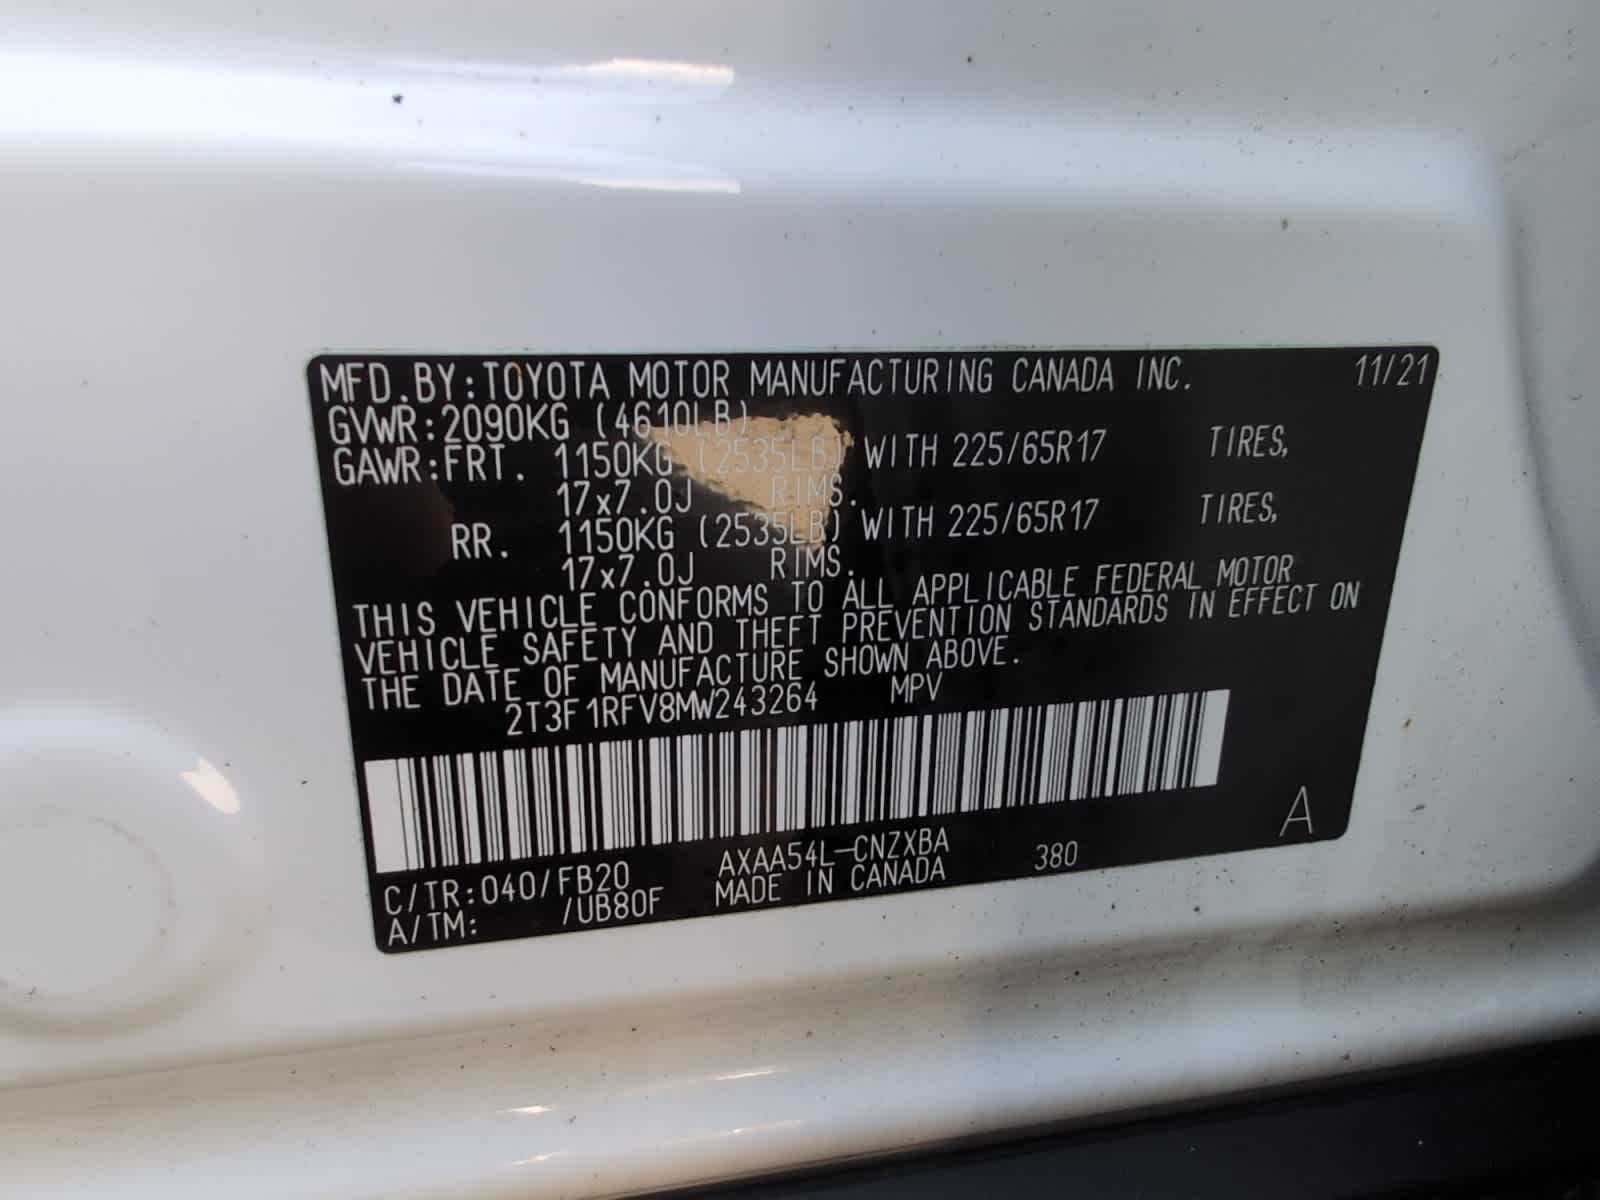 MFD.BY:TOYOTA MOTOR MANUFACTURING CANADA INC. 11/21
GVWR:2090KG (4610LB)
GAWR:FRT. 1150KG (2535LB) WITH 225/65R17 TIRES,
17x7.0J RIMS.
RR. 1150KG (2535LB) WITH 225/65R17 TIRES,
17x7.0J RIMS.
THIS VEHICLE CONFORMS TO ALL APPLICABLE FEDERAL MOTOR
VEHICLE SAFETY AND THEFT PREVENTION STANDARDS IN EFFECT ON
THE DATE OF MANUFACTURE SHOWN ABOVE.
2T3F1RFV8MW243264 MPV
C/TR:040/FB20 AXAA54L-CNZXBA 380 A
A/TM: /UB80F MADE IN CANADA